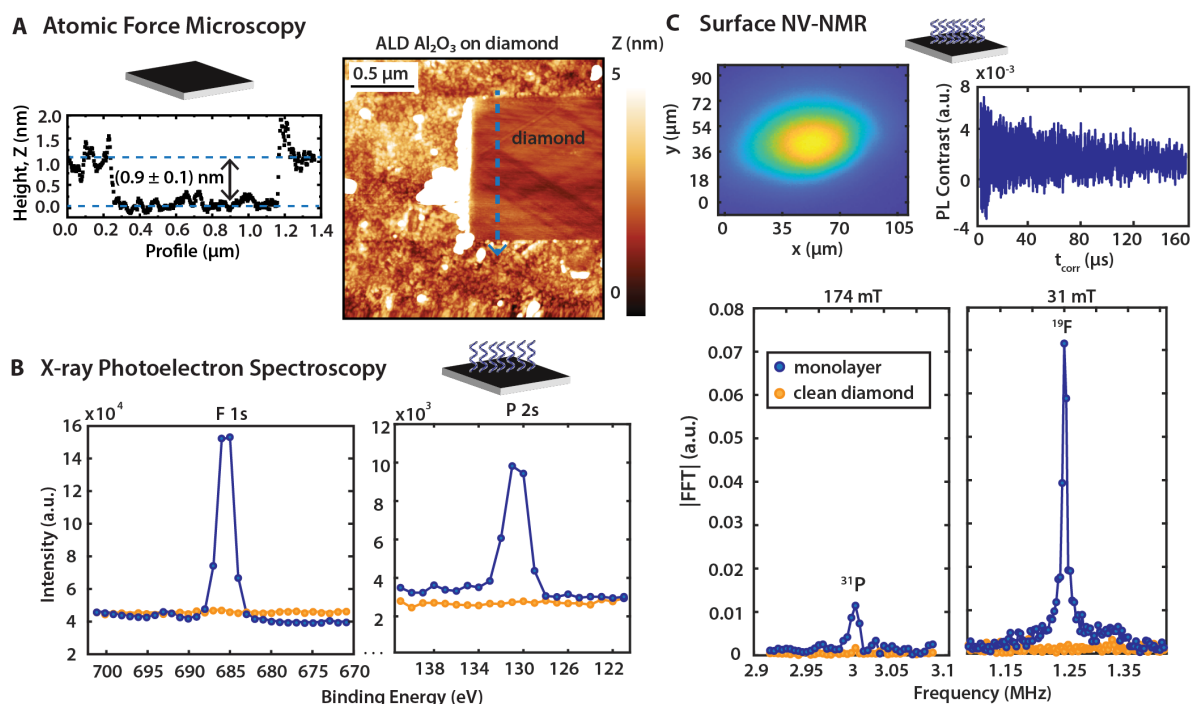 A Atomic Force Microscopy
ALD Al₂O₃ on diamond
Z (nm)
5
0
0.5 µm
diamond
Height, Z (nm)
2.0
1.5
1.0
0.5
0.0
(0.9 ± 0.1) nm
0.0 0.2 0.4 0.6 0.8 1.0 1.2 1.4
Profile (µm)
B X-ray Photoelectron Spectroscopy
x10⁴
F 1s
16
14
12
10
8
6
4
2
Intensity (a.u.)
700 695 690 685 680 675 670
x10³
P 2s
12
10
8
6
4
2
...
138 134 130 126 122
Binding Energy (eV)
C Surface NV-NMR
90
72
54
36
18
0
y (µm)
0 35 70 105
x (µm)
x10⁻³
8
4
0
-4
PL Contrast (a.u.)
0 40 80 120 160
t_corr (µs)
174 mT
31 mT
0.08
0.07
0.06
0.05
0.04
0.03
0.02
0.01
0
|FFT| (a.u.)
monolayer
clean diamond
³¹P
¹⁹F
2.9 2.95 3 3.05 3.1
1.15 1.25 1.35
Frequency (MHz)